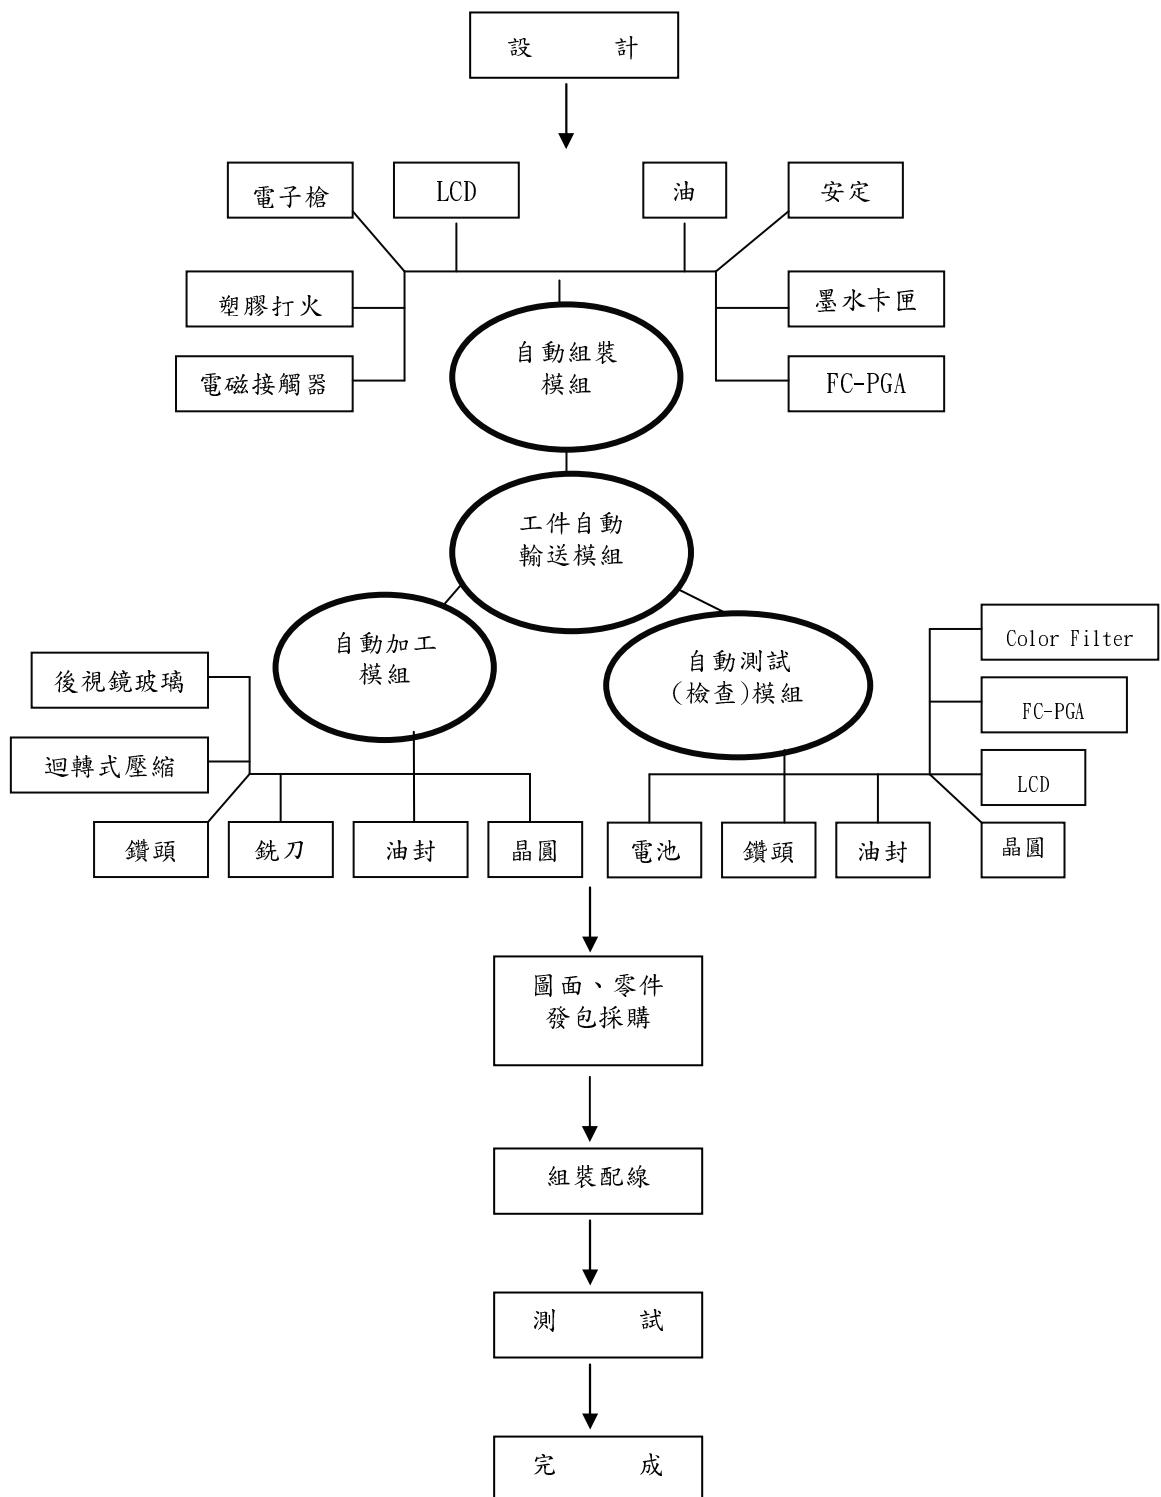 設 計
電子槍
LCD
油
安定
塑膠打火
墨水卡匣
電磁接觸器
FC-PGA
自動組裝
模組
工件自動
輸送模組
自動加工
模組
自動測試
(檢查)模組
後視鏡玻璃
迴轉式壓縮
鑽頭
銑刀
油封
晶圓
Color Filter
FC-PGA
LCD
電池
鑽頭
油封
晶圓
圖面、零件
發包採購
組裝配線
測 試
完 成